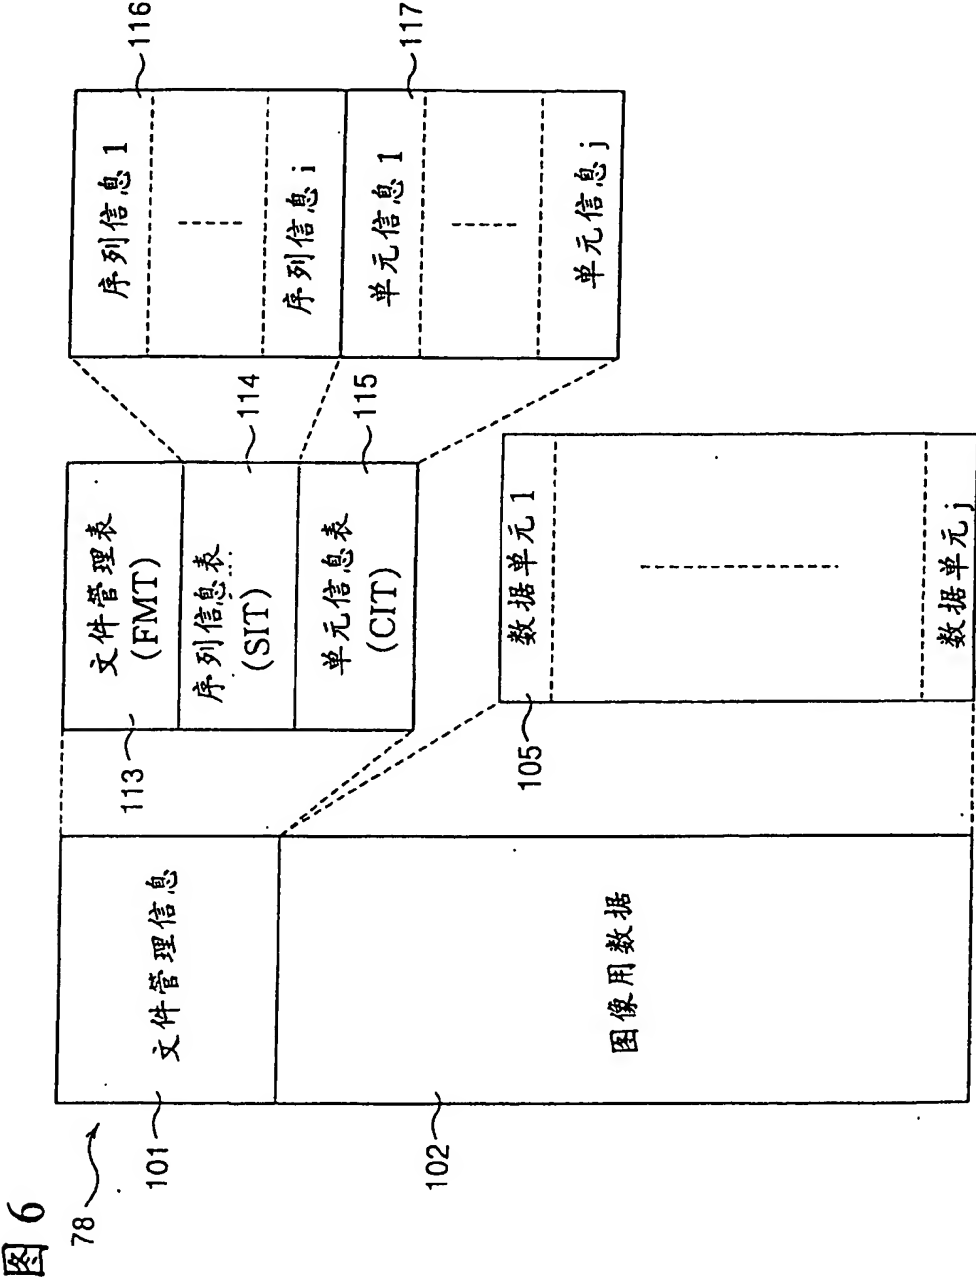 图 6
78
101
文件管理信息
102
图像用数据
113
文件管理表
(FMT)
序列信息表
(SIT)
114
单元信息表
(CIT)
115
105
数据单元 1
数据单元 j
116
序列信息 1
序列信息 i
117
单元信息 1
单元信息 j